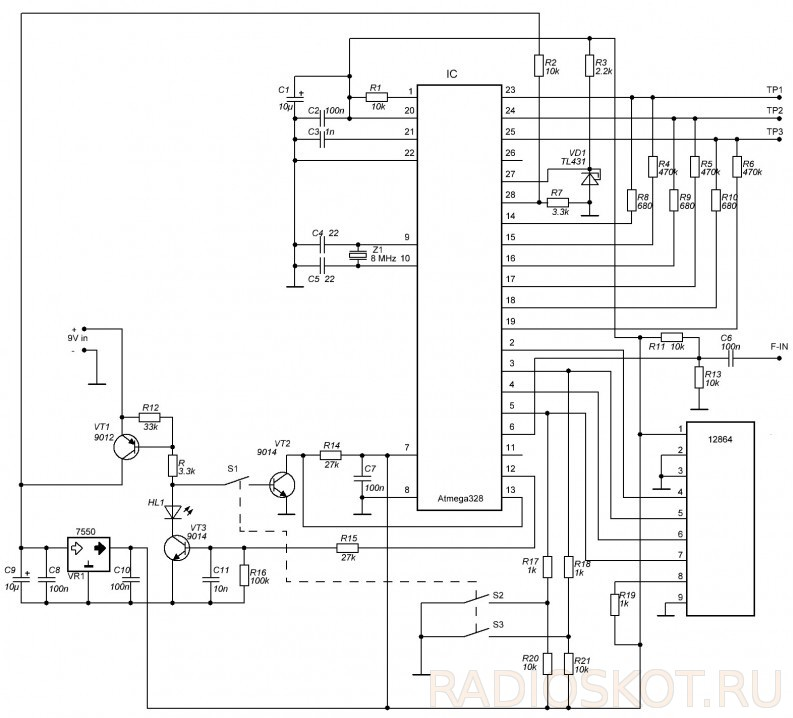 IC
R2
10k
R3
2.2k
C1
+
10µ
R1
10k
1
23
TP1
C2
100n
20
24
TP2
C3
1n
21
25
TP3
22
26
VD1
TL431
R4
470k
R5
470k
R6
470k
27
28
R7
3.3k
R8
680
R9
680
R10
680
14
C4
22
9
15
Z1
8 MHz
10
16
C5
22
17
18
19
+
9V in
-
2
R11
10k
C6
100n
F-IN
3
4
R13
10k
R12
33k
5
VT1
9012
6
1
12864
R
3.3k
S1
VT2
9014
R14
27k
7
11
2
C7
100n
12
3
8
Atmega328
13
4
HL1
5
VT3
9014
6
7550
R15
27k
7
C9
+
10µ
C8
100n
VR1
C10
100n
C11
10n
R16
100k
R17
1k
R18
1k
8
R19
1k
9
S2
S3
R20
10k
R21
10k
RADIOSKOT.RU